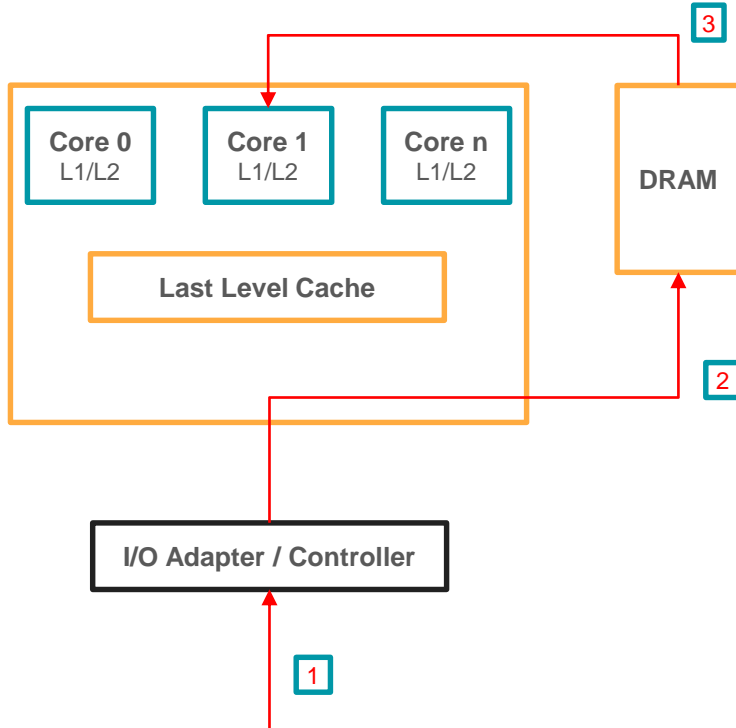 3
Core 0
L1/L2
Core 1
L1/L2
Core n
L1/L2
DRAM
Last Level Cache
2
I/O Adapter / Controller
1